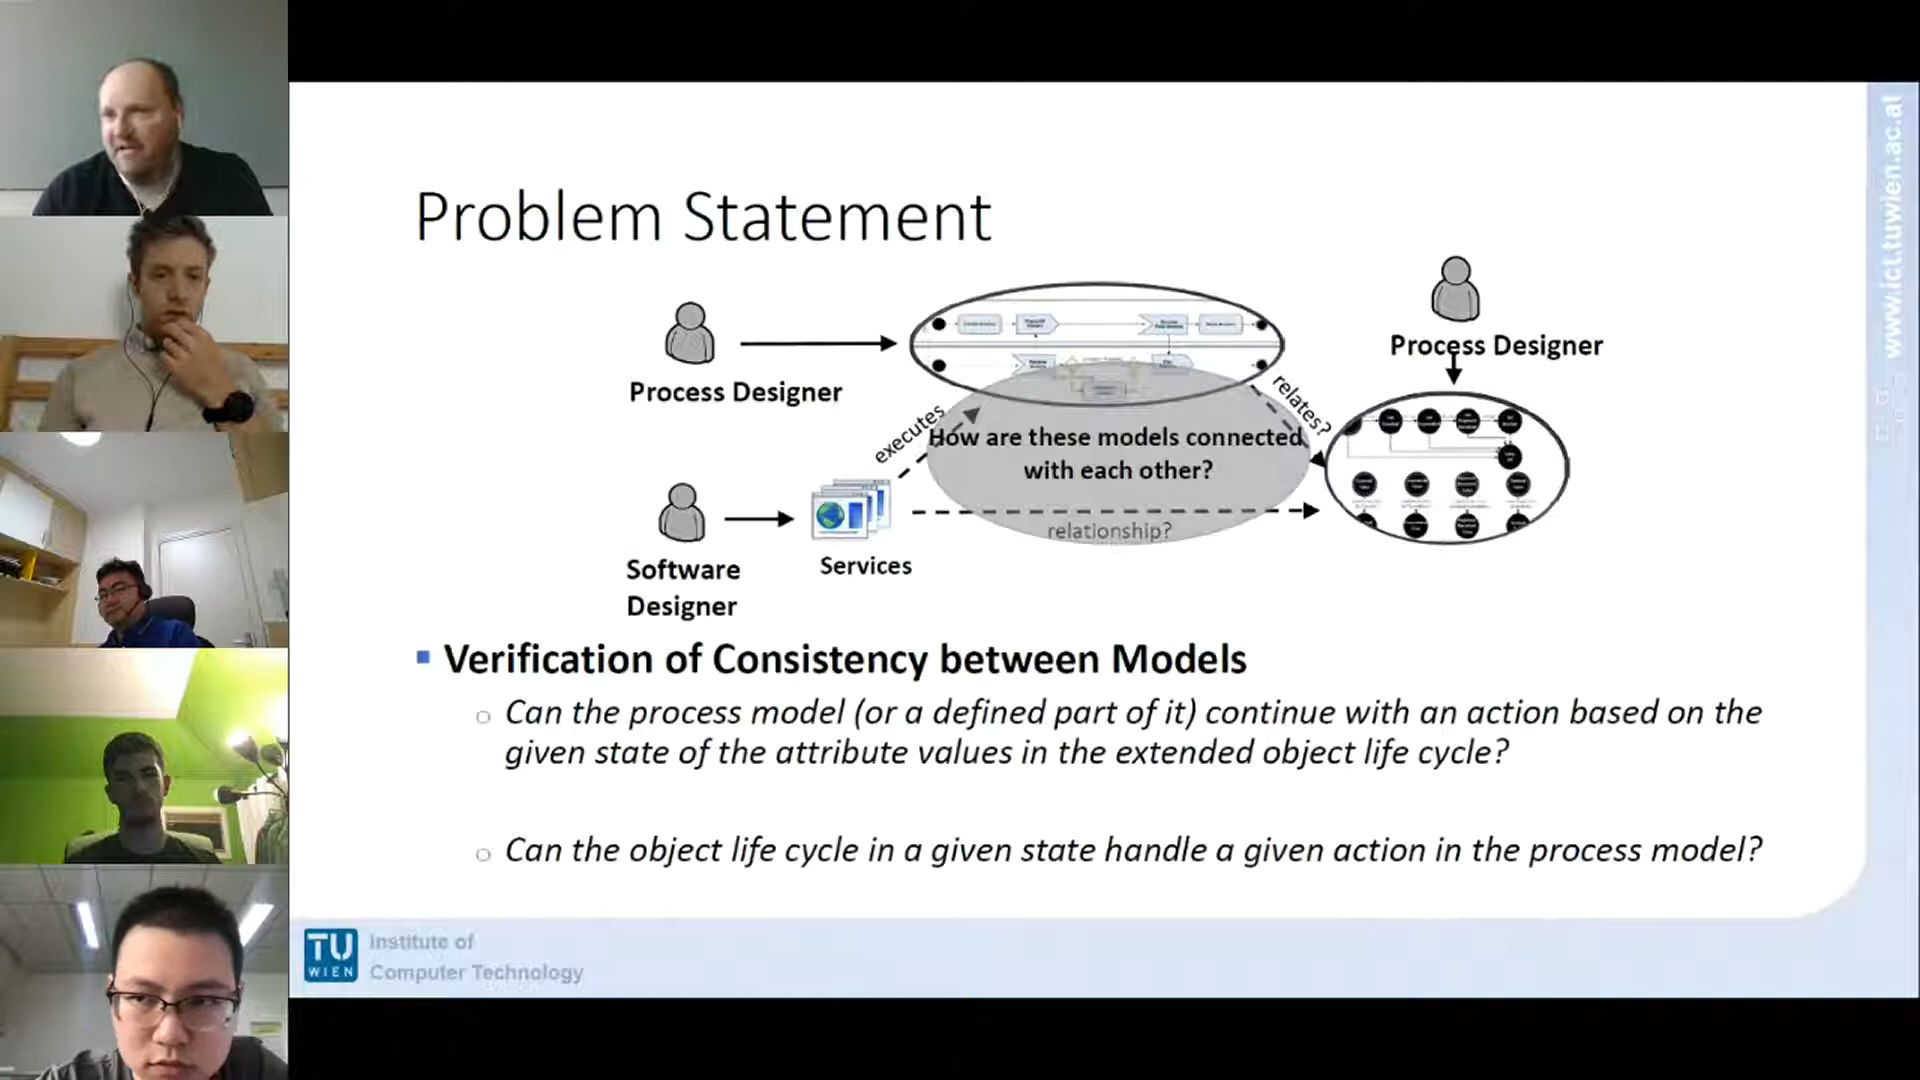 Problem Statement
Process Designer
Process Designer
executes
relates?
How are these models connected
with each other?
relationship?
Software
Designer
Services
Verification of Consistency between Models
Can the process model (or a defined part of it) continue with an action based on the
given state of the attribute values in the extended object life cycle?
Can the object life cycle in a given state handle a given action in the process model?
TU
WIEN
Institute of
Computer Technology
www.ict.tuwien.ac.at